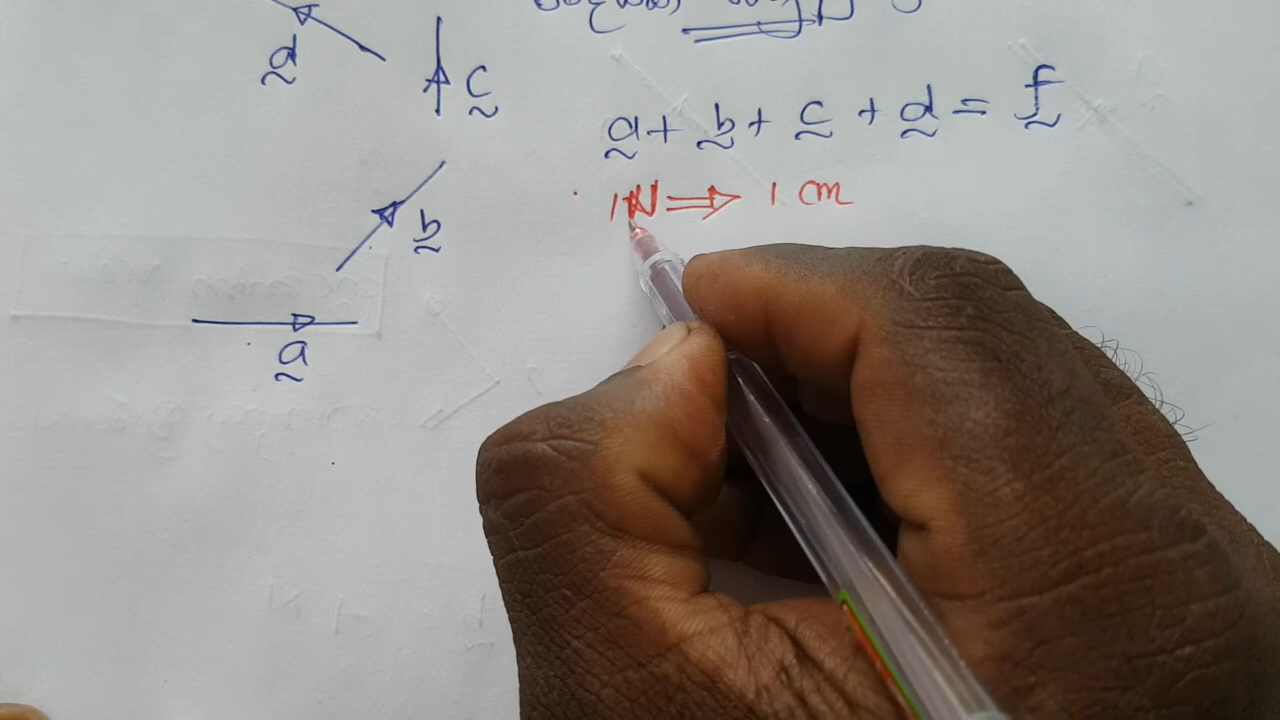 d
c
a + b + c + d = f
1N ⇒ 1 cm
b
a